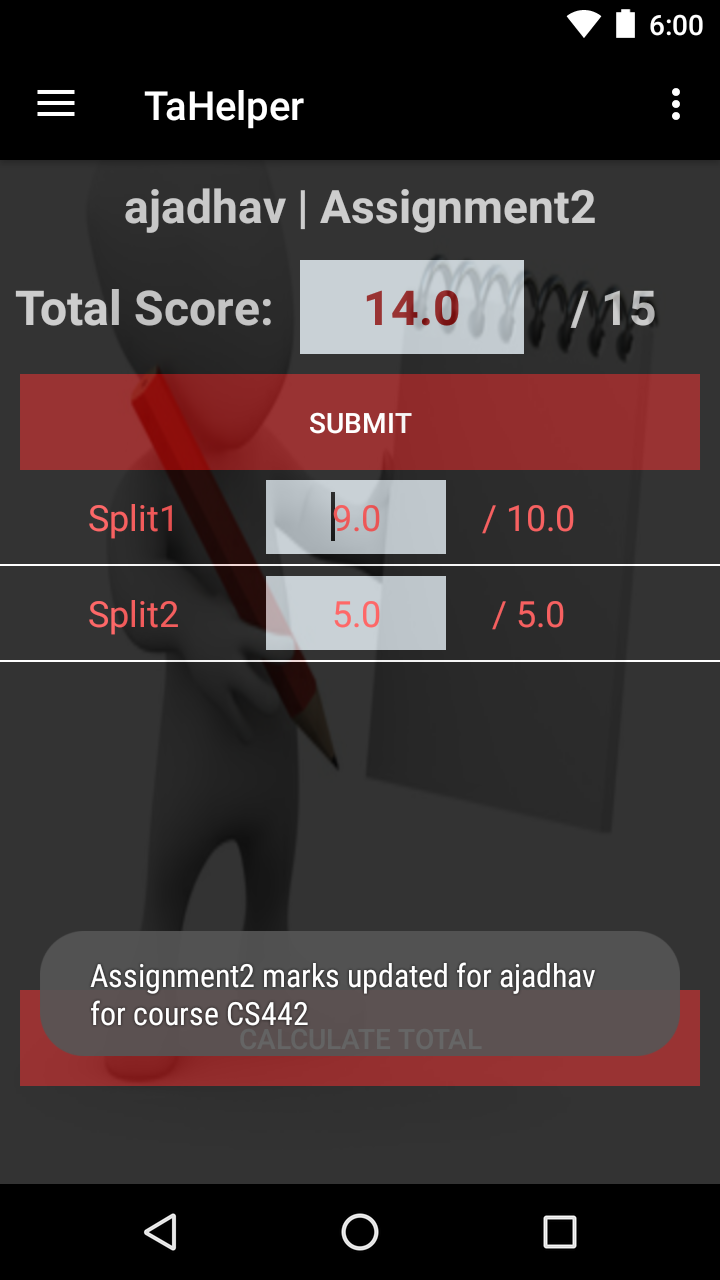 6:00
TaHelper
ajadhav | Assignment2
Total Score: 14.0 / 15
SUBMIT
Split1 9.0 / 10.0
Split2 5.0 / 5.0
Assignment2 marks updated for ajadhav
for course CS442
CALCULATE TOTAL